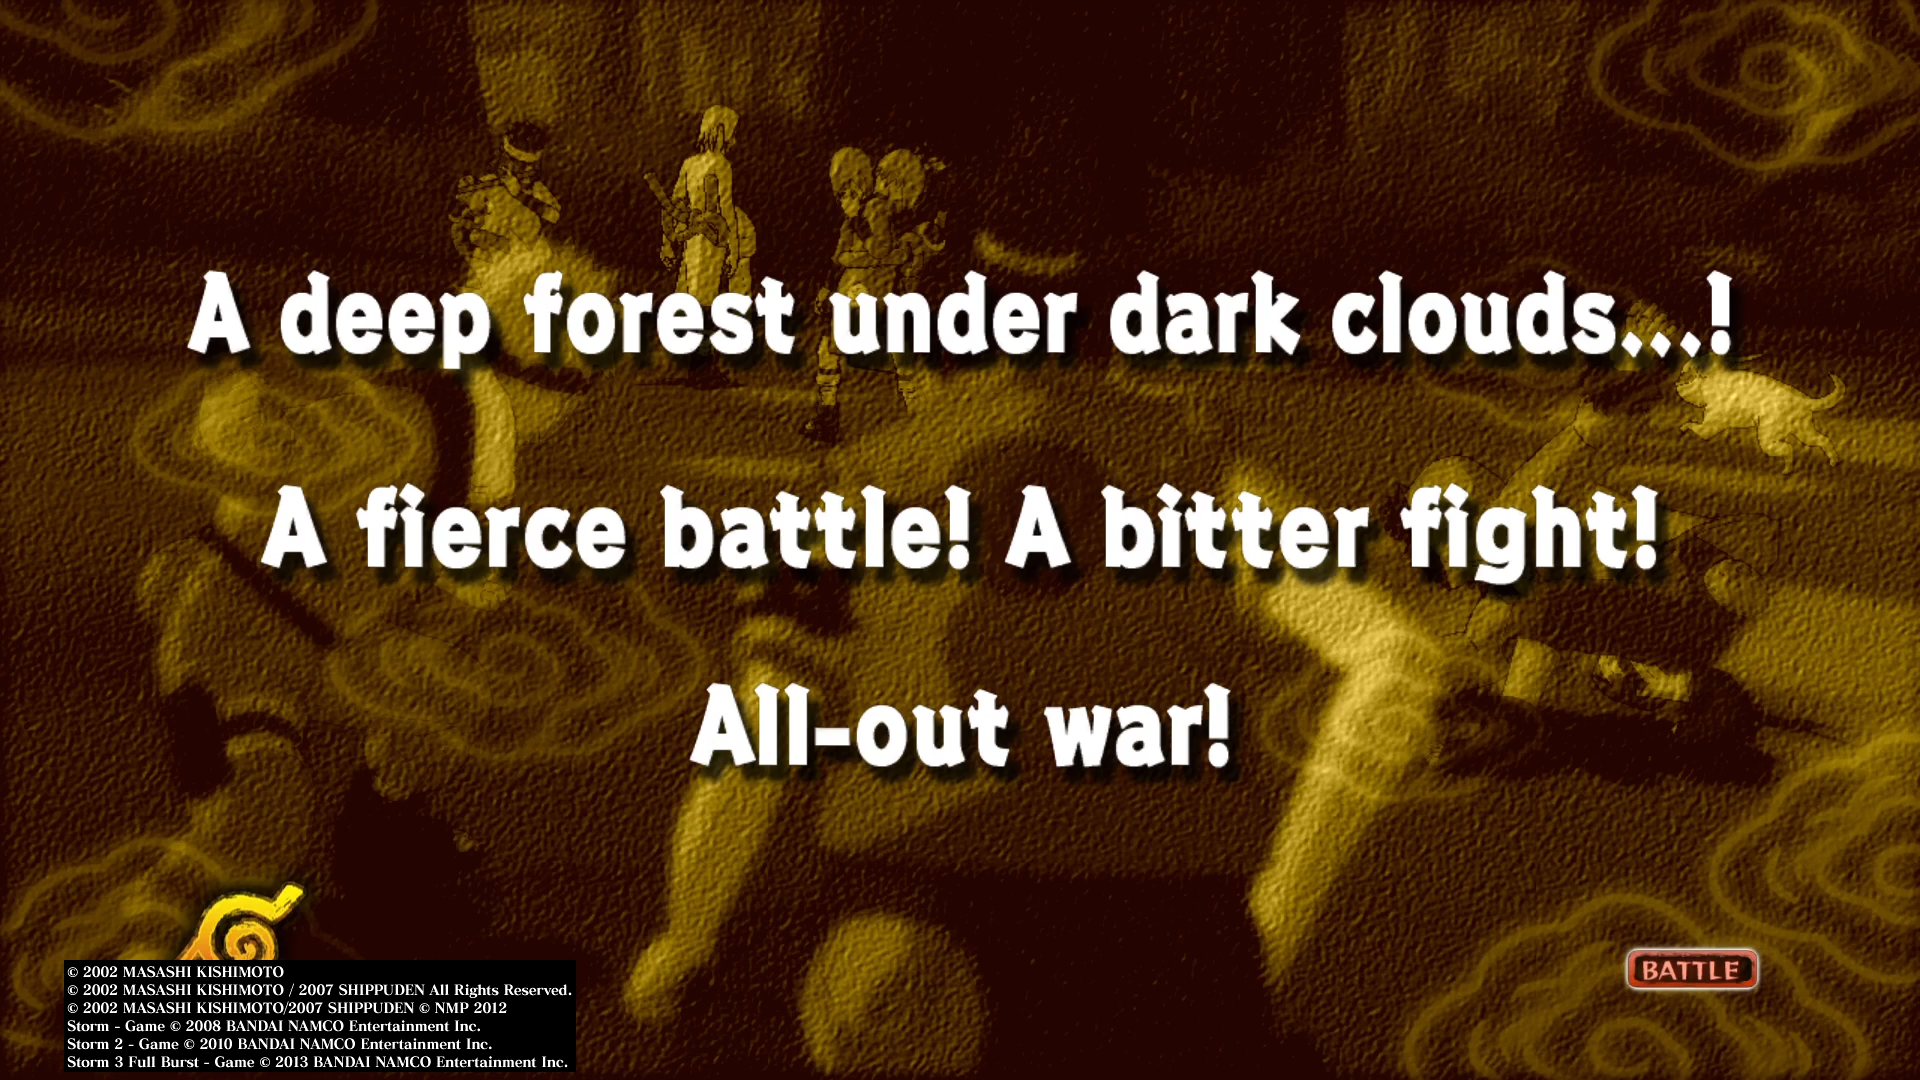 A deep forest under dark clouds...!
A fierce battle! A bitter fight!
All-out war!
BATTLE
© 2002 MASASHI KISHIMOTO
© 2002 MASASHI KISHIMOTO / 2007 SHIPPUDEN All Rights Reserved.
© 2002 MASASHI KISHIMOTO/2007 SHIPPUDEN © NMP 2012
Storm - Game © 2008 BANDAI NAMCO Entertainment Inc.
Storm 2 - Game © 2010 BANDAI NAMCO Entertainment Inc.
Storm 3 Full Burst - Game © 2013 BANDAI NAMCO Entertainment Inc.